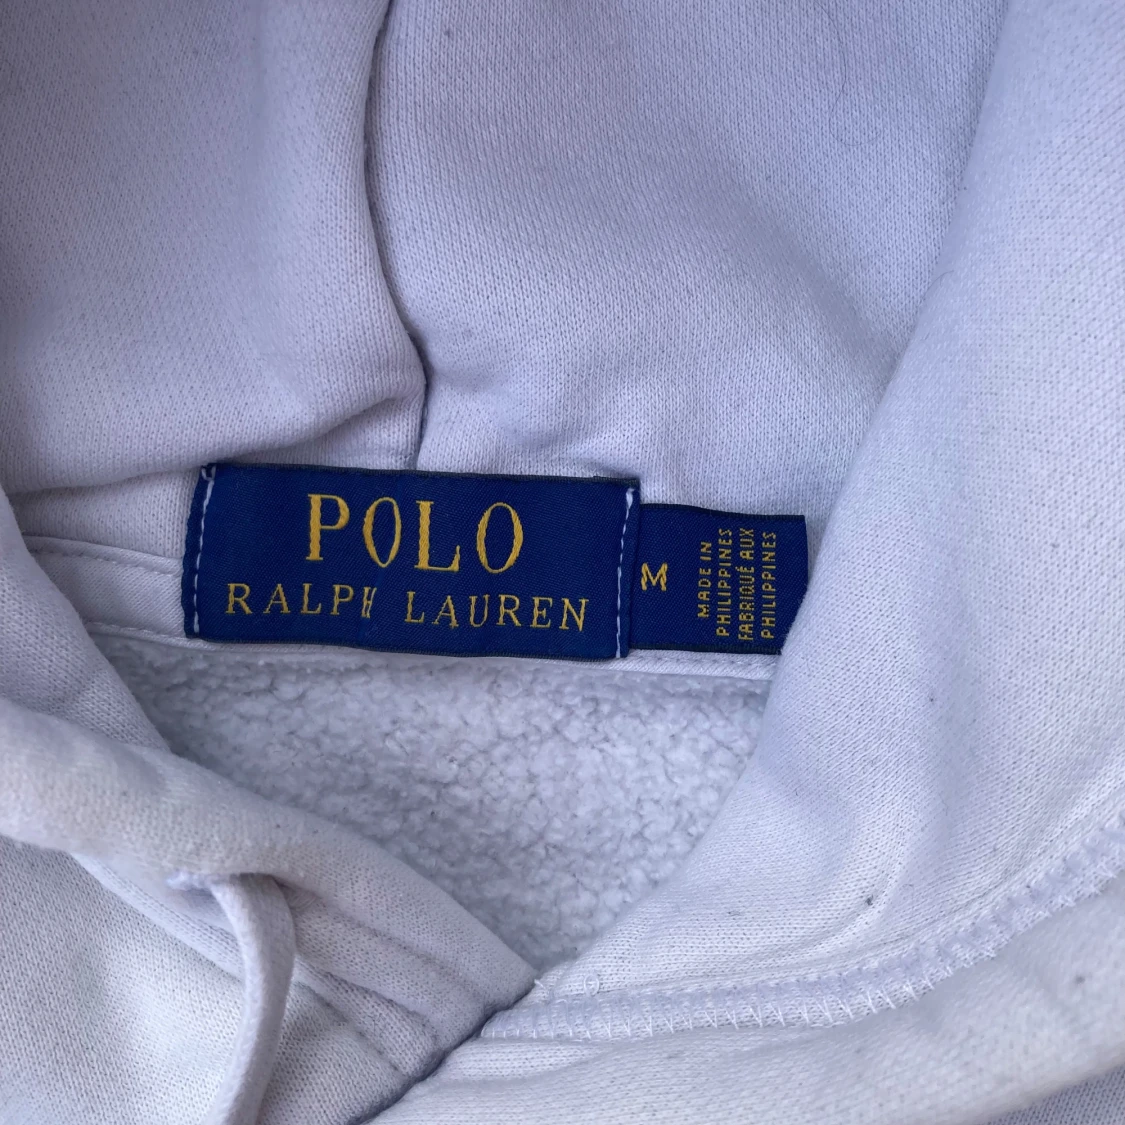 POLO
RALPH LAUREN
M
MADE IN
PHILIPPINES
FABRIQUÉ AUX
PHILIPPINES